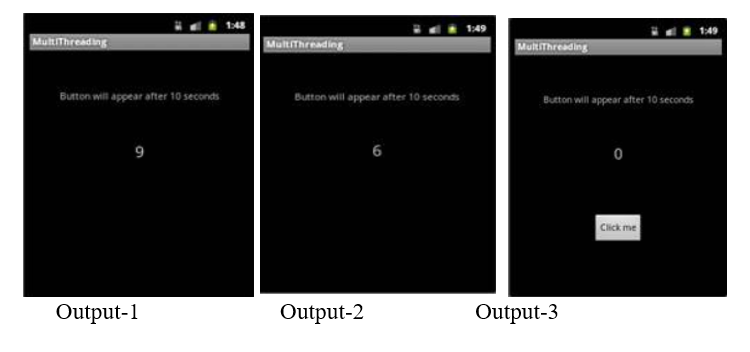 1:48
MultiThreading
Button will appear after 10 seconds
9
Output-1
1:49
MultiThreading
Button will appear after 10 seconds
6
Output-2
1:49
MultiThreading
Button will appear after 10 seconds
0
Click me
Output-3